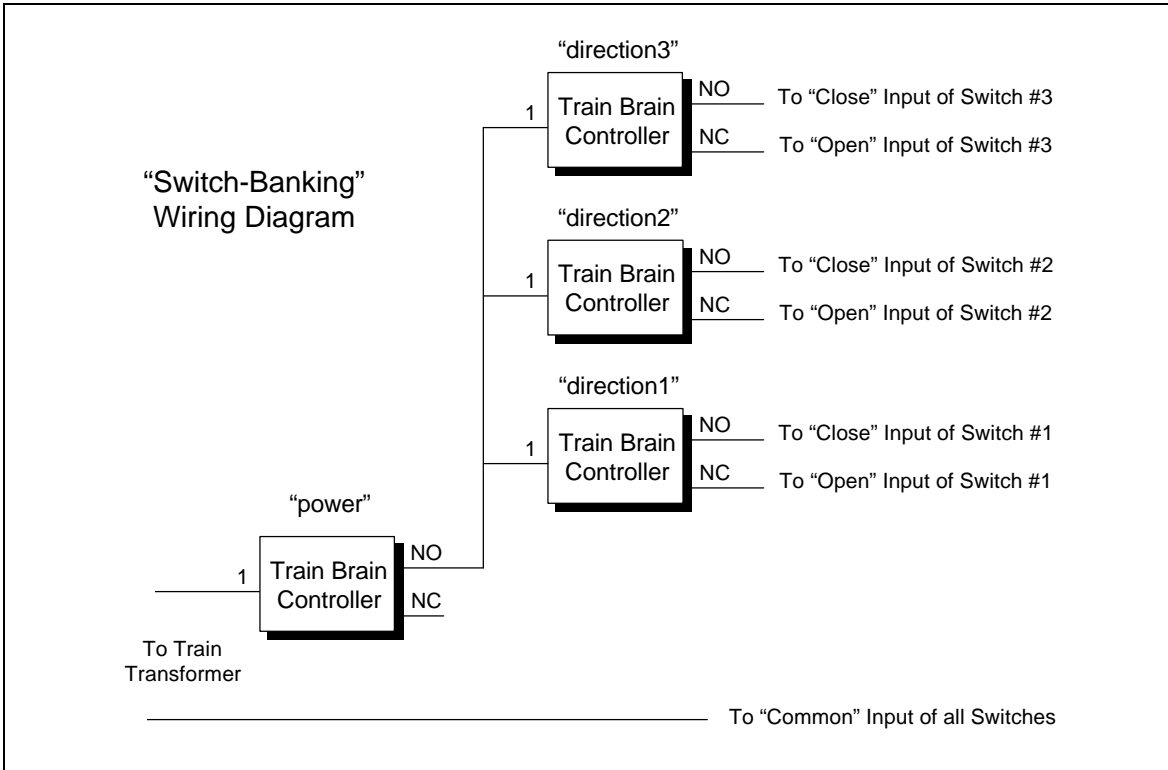 “direction3”
1
Train Brain
Controller
NO
To “Close” Input of Switch #3
NC
To “Open” Input of Switch #3
“Switch-Banking”
Wiring Diagram
“direction2”
1
Train Brain
Controller
NO
To “Close” Input of Switch #2
NC
To “Open” Input of Switch #2
“direction1”
1
Train Brain
Controller
NO
To “Close” Input of Switch #1
NC
To “Open” Input of Switch #1
“power”
1
Train Brain
Controller
NO
NC
To Train
Transformer
To “Common” Input of all Switches